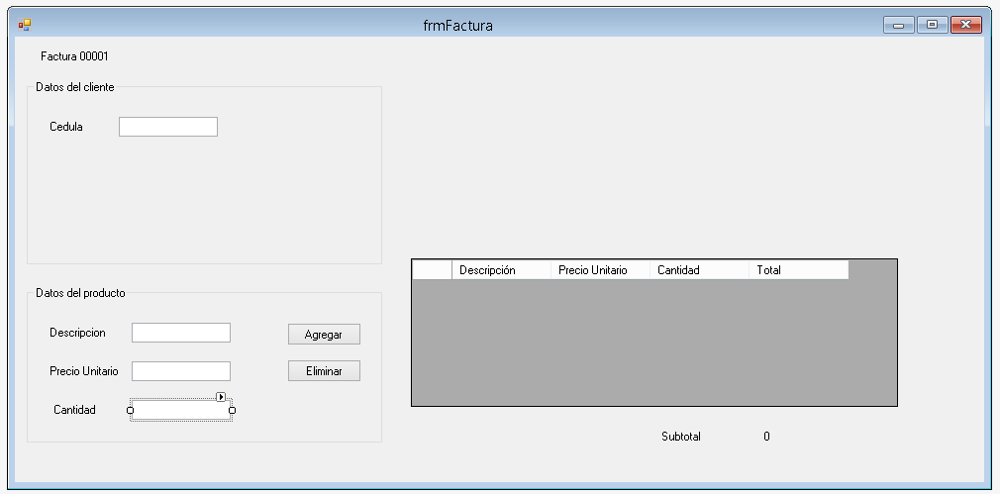 frmFactura
Factura 00001
Datos del cliente
Cedula
Datos del producto
Descripcion
Agregar
Precio Unitario
Eliminar
Cantidad
Descripción Precio Unitario Cantidad Total
Subtotal 0